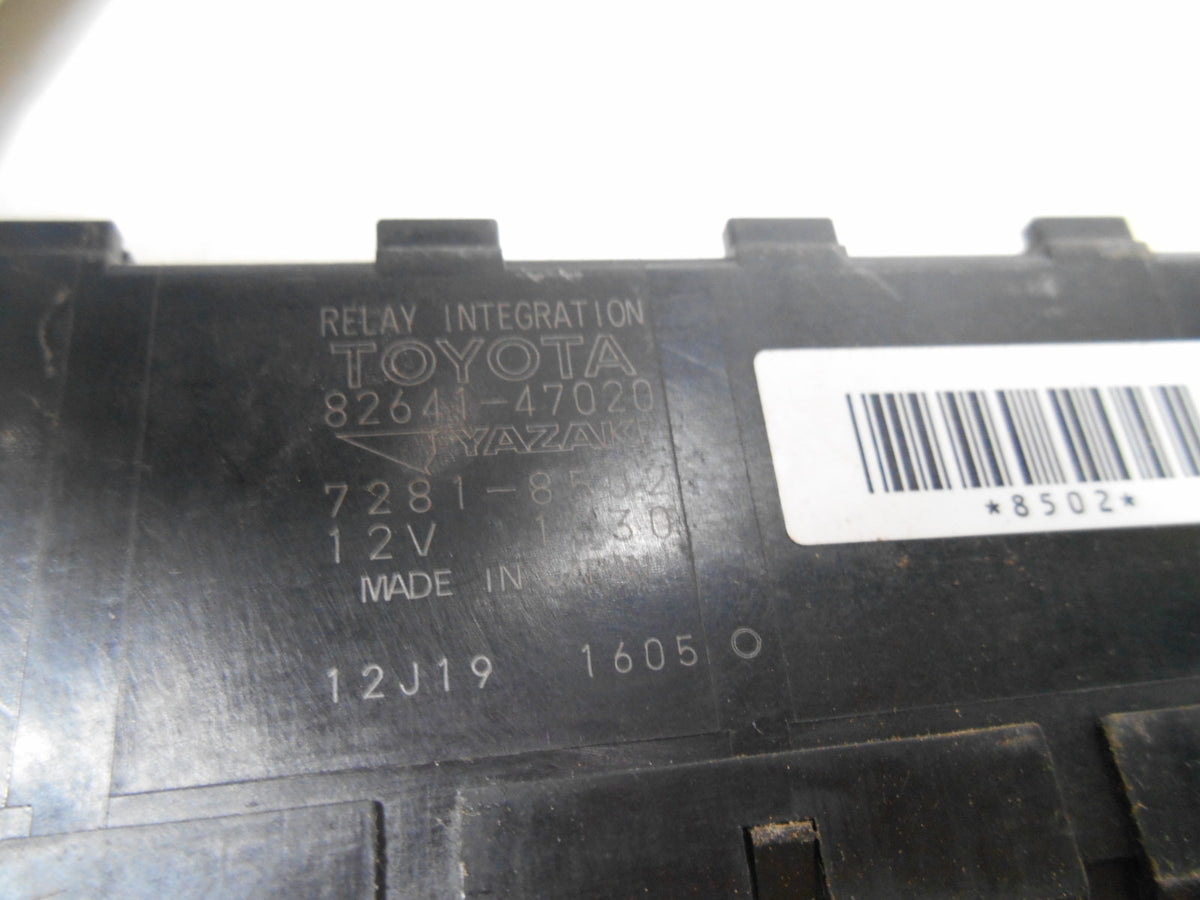 RELAY INTEGRATION
TOYOTA
82641-47020
YAZAKI
7281-8502
12V
MADE IN
12J19 1605
*8502*